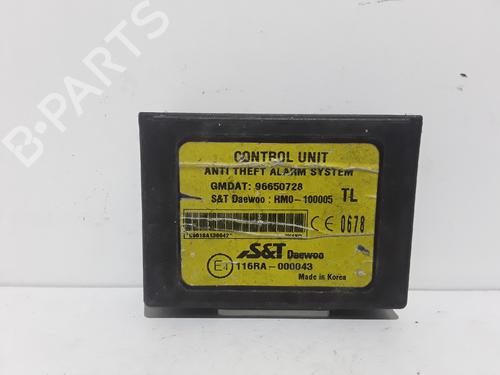 B-PARTS
CONTROL UNIT
ANTI THEFT ALARM SYSTEM
GMDAT: 96650728
S&T Daewoo : RMO-100005 TL
CE 0678
S&T Daewoo
E4 116RA-000043
Made in Korea